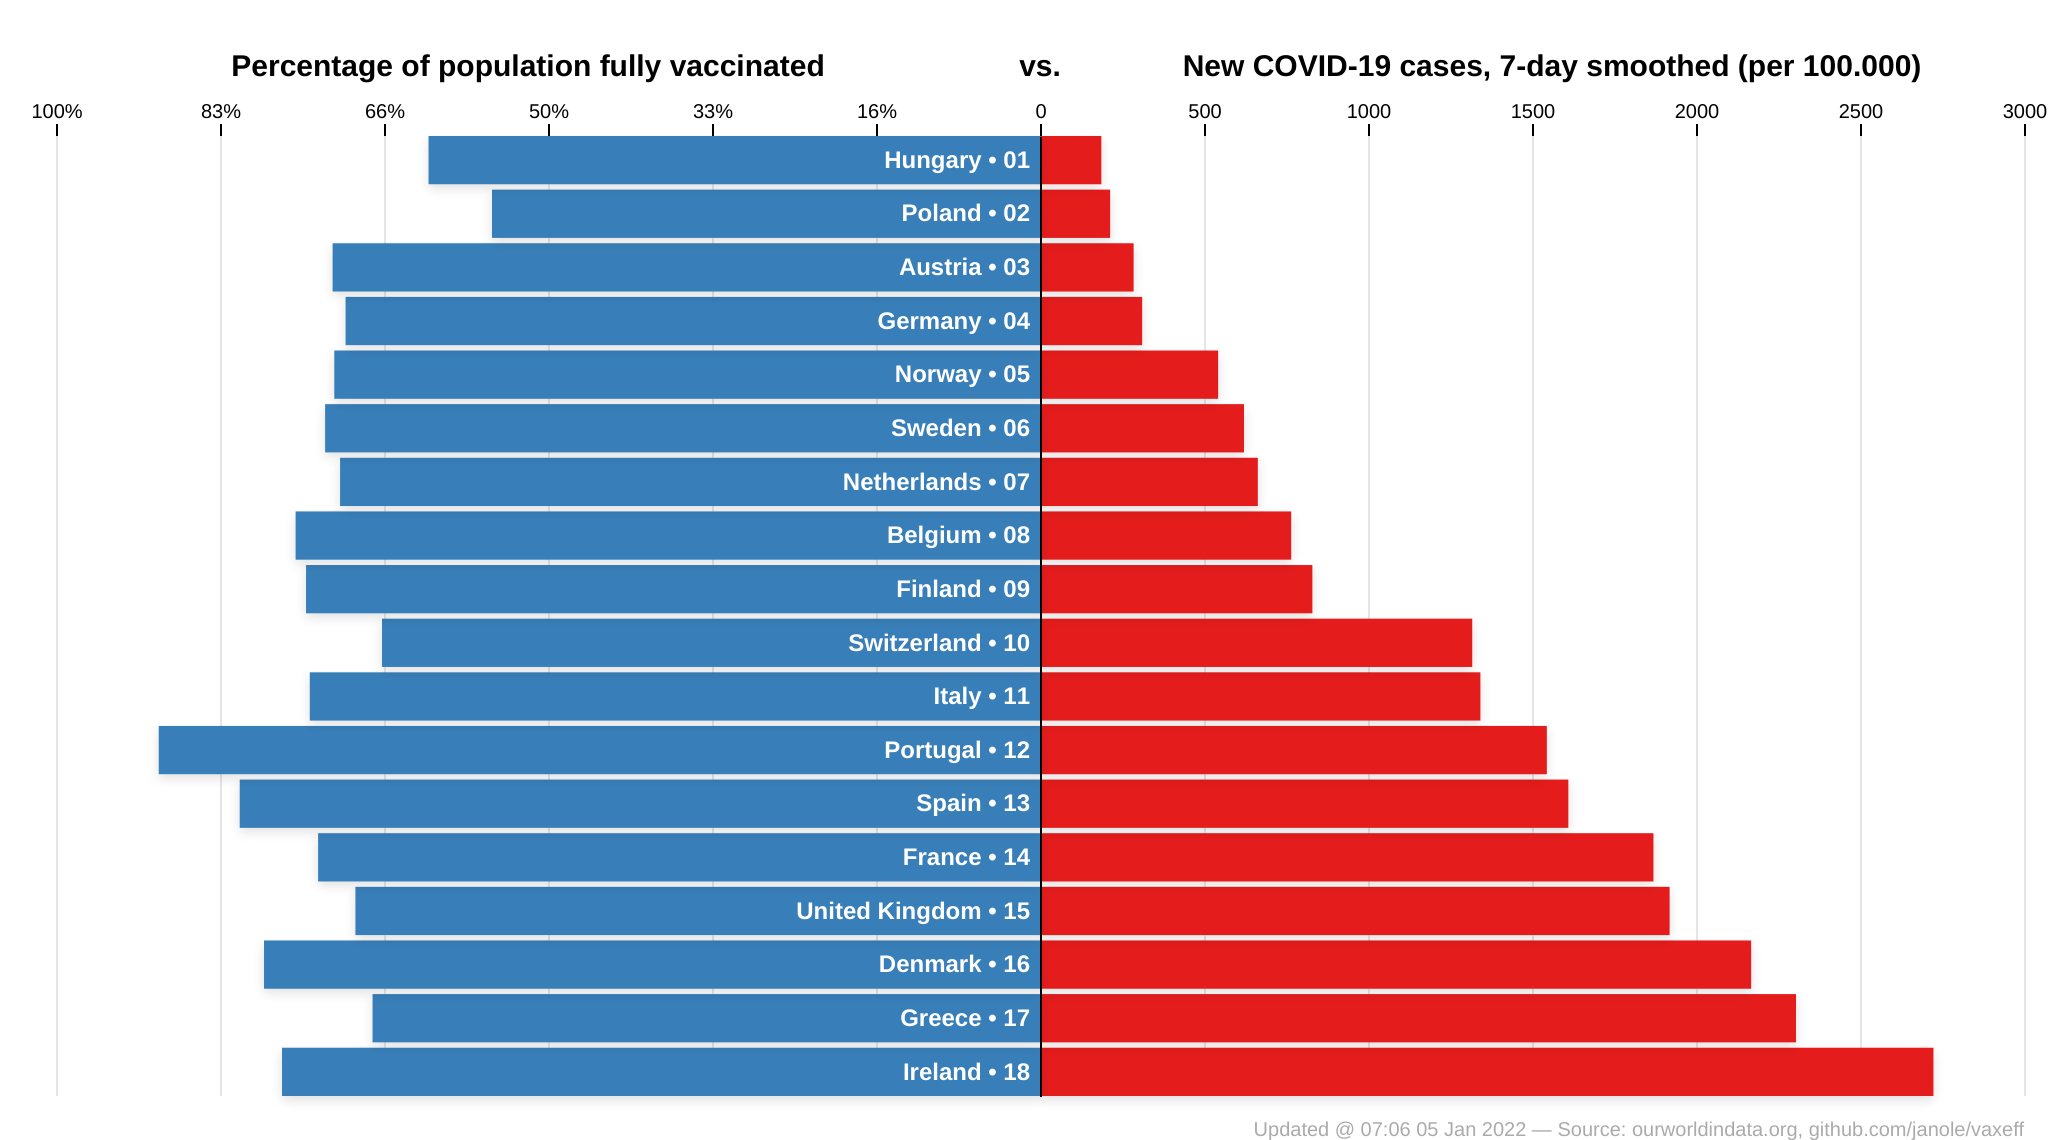 Percentage of population fully vaccinated vs. New COVID-19 cases, 7-day smoothed (per 100.000)
100% 83% 66% 50% 33% 16% 0 500 1000 1500 2000 2500 3000
Hungary • 01
Poland • 02
Austria • 03
Germany • 04
Norway • 05
Sweden • 06
Netherlands • 07
Belgium • 08
Finland • 09
Switzerland • 10
Italy • 11
Portugal • 12
Spain • 13
France • 14
United Kingdom • 15
Denmark • 16
Greece • 17
Ireland • 18
Updated @ 07:06 05 Jan 2022 — Source: ourworldindata.org, github.com/janole/vaxeff